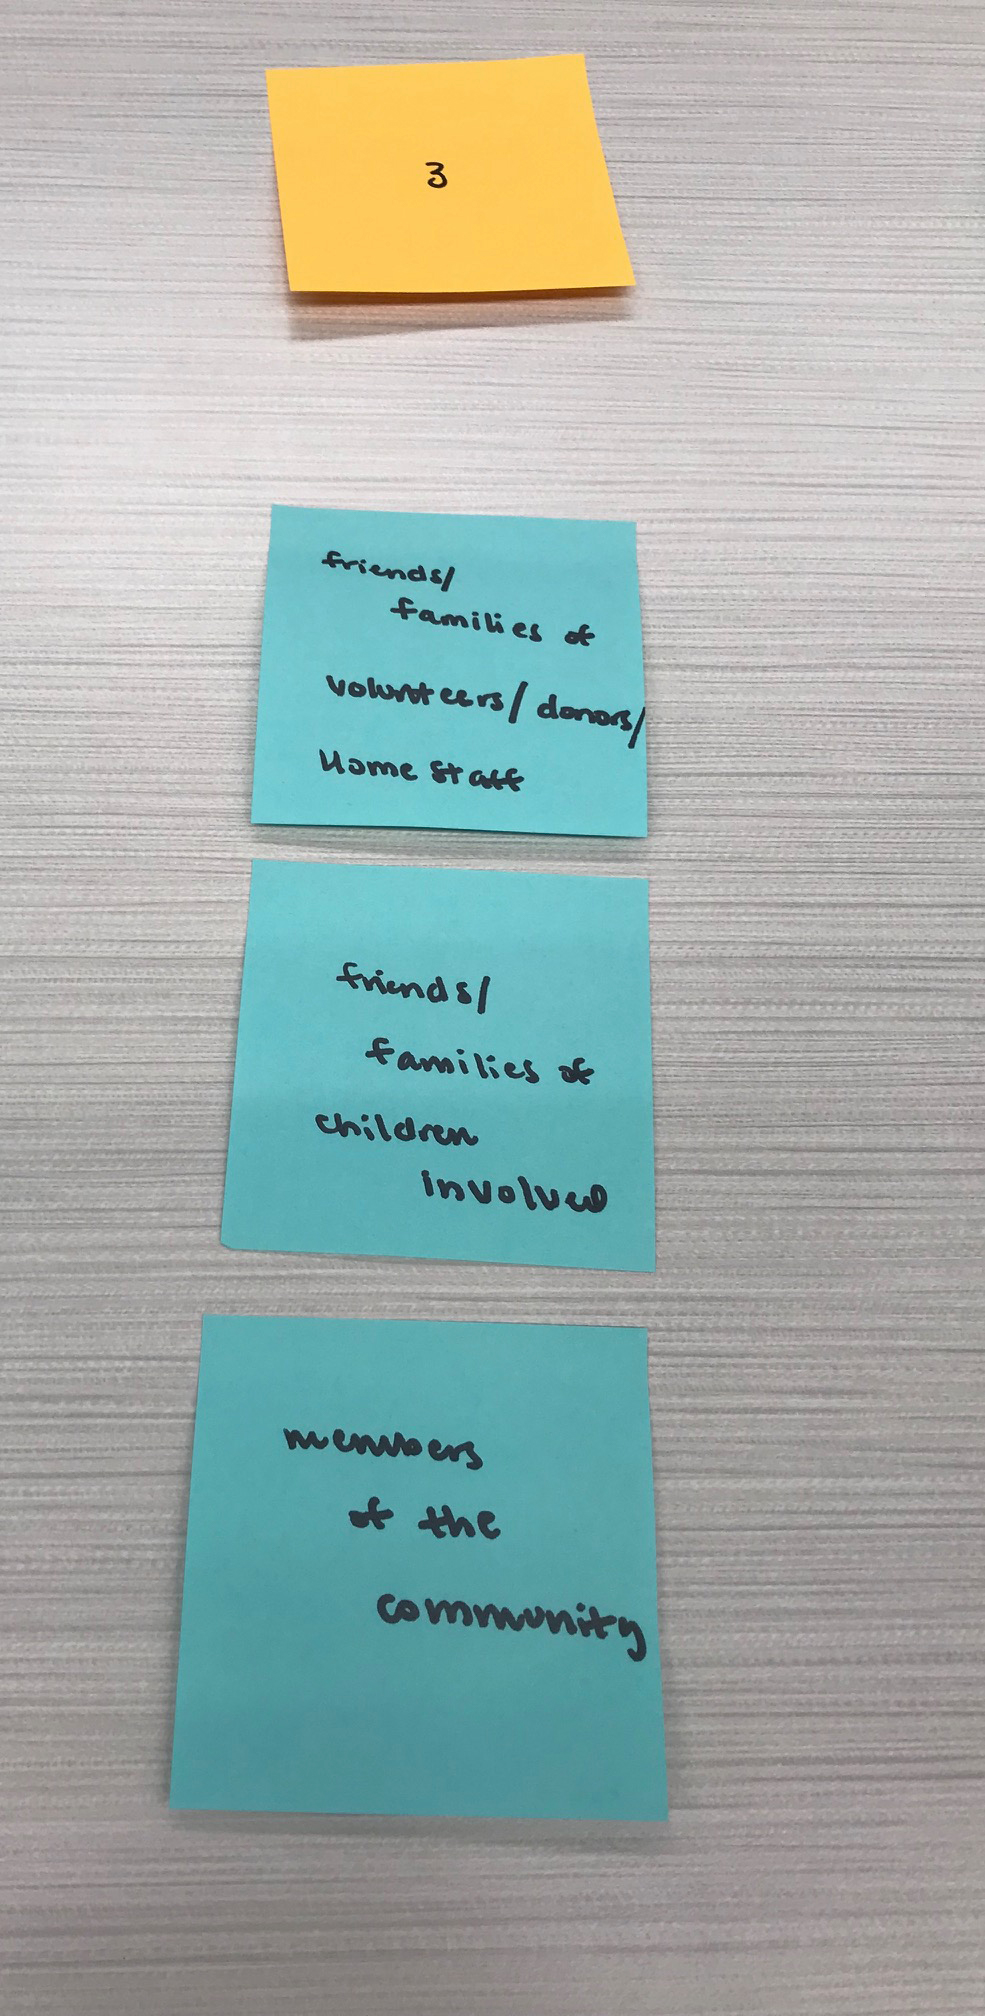 3
friends/
families of
volunteers/donors/
Home Staff
friends/
families of
children
involved
members
of the
community